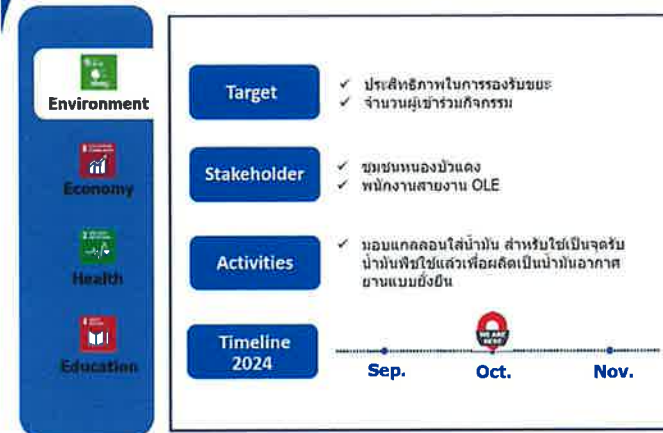 Environment
Economy
Health
Education
Target
✓ ประสิทธิภาพในการรองรับขยะ
✓ จำนวนผู้เข้าร่วมกิจกรรม
Stakeholder
✓ ชุมชนหนองบัวแดง
✓ พนักงานสายงาน OLE
Activities
✓ มอบแกลลอนใส่น้ำมัน สำหรับใช้เป็นจุดรับ
น้ำมันพืชใช้แล้วเพื่อผลิตเป็นน้ำมันอากาศ
ยานแบบยั่งยืน
Timeline
2024
WE ARE
HERE
Sep.
Oct.
Nov.